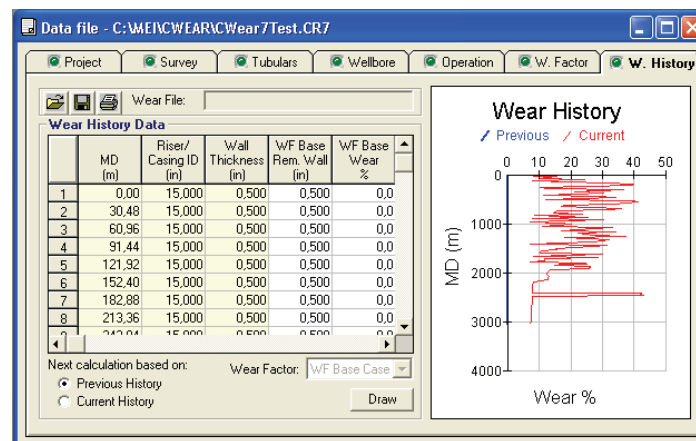 Data file - C:\MEI\CWEAR\CWear7Test.CR7
Project Survey Tubulars Wellbore Operation W. Factor W. History
Wear File:
Wear History Data
MD (m) Riser/ Casing ID (in) Wall Thickness (in) WF Base Rem. Wall (in) WF Base Wear %
1 0,00 15,000 0,500 0,500 0,0
2 30,48 15,000 0,500 0,500 0,0
3 60,96 15,000 0,500 0,500 0,0
4 91,44 15,000 0,500 0,500 0,0
5 121,92 15,000 0,500 0,500 0,0
6 152,40 15,000 0,500 0,500 0,0
7 182,88 15,000 0,500 0,500 0,0
8 213,36 15,000 0,500 0,500 0,0
Next calculation based on:
Previous History
Current History
Wear Factor: WF Base Case
Draw
Wear History
Previous Current
0 10 20 30 40 50
0
1000
2000
3000
4000
MD (m)
Wear %